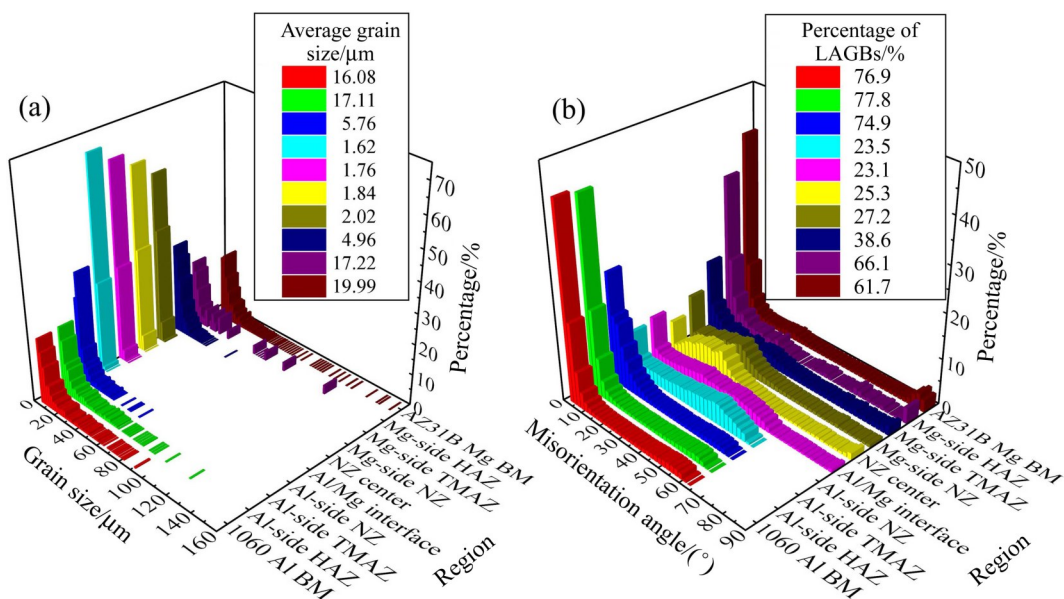 (a)
Average grain
size/μm
16.08
17.11
5.76
1.62
1.76
1.84
2.02
4.96
17.22
19.99
70
60
50
40
30
20
10
0
Percentage/%
0
20
40
60
80
100
120
140
160
Grain size/μm
AZ31B Mg BM
Mg-side HAZ
Mg-side TMAZ
Mg-side NZ
NZ center
Al/Mg interface
Al-side NZ
Al-side TMAZ
Al-side HAZ
1060 Al BM
Region
(b)
Percentage of
LAGBs/%
76.9
77.8
74.9
23.5
23.1
25.3
27.2
38.6
66.1
61.7
50
40
30
20
10
0
Percentage/%
0
10
20
30
40
50
60
70
80
90
Misorientation angle/(°)
AZ31B Mg BM
Mg-side HAZ
Mg-side TMAZ
Mg-side NZ
NZ center
Al/Mg interface
Al-side NZ
Al-side TMAZ
Al-side HAZ
1060 Al BM
Region